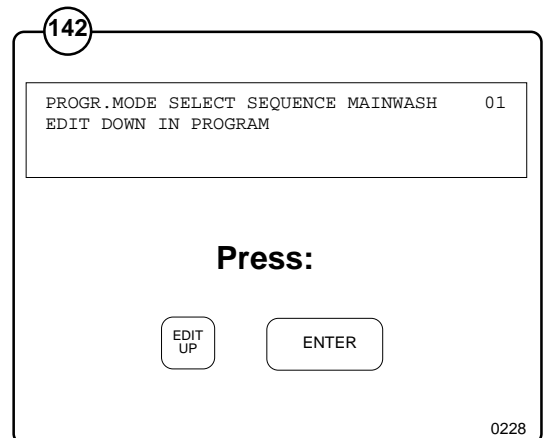 142
PROGR.MODE SELECT SEQUENCE MAINWASH 01
EDIT DOWN IN PROGRAM
Press:
EDIT
UP
ENTER
0228